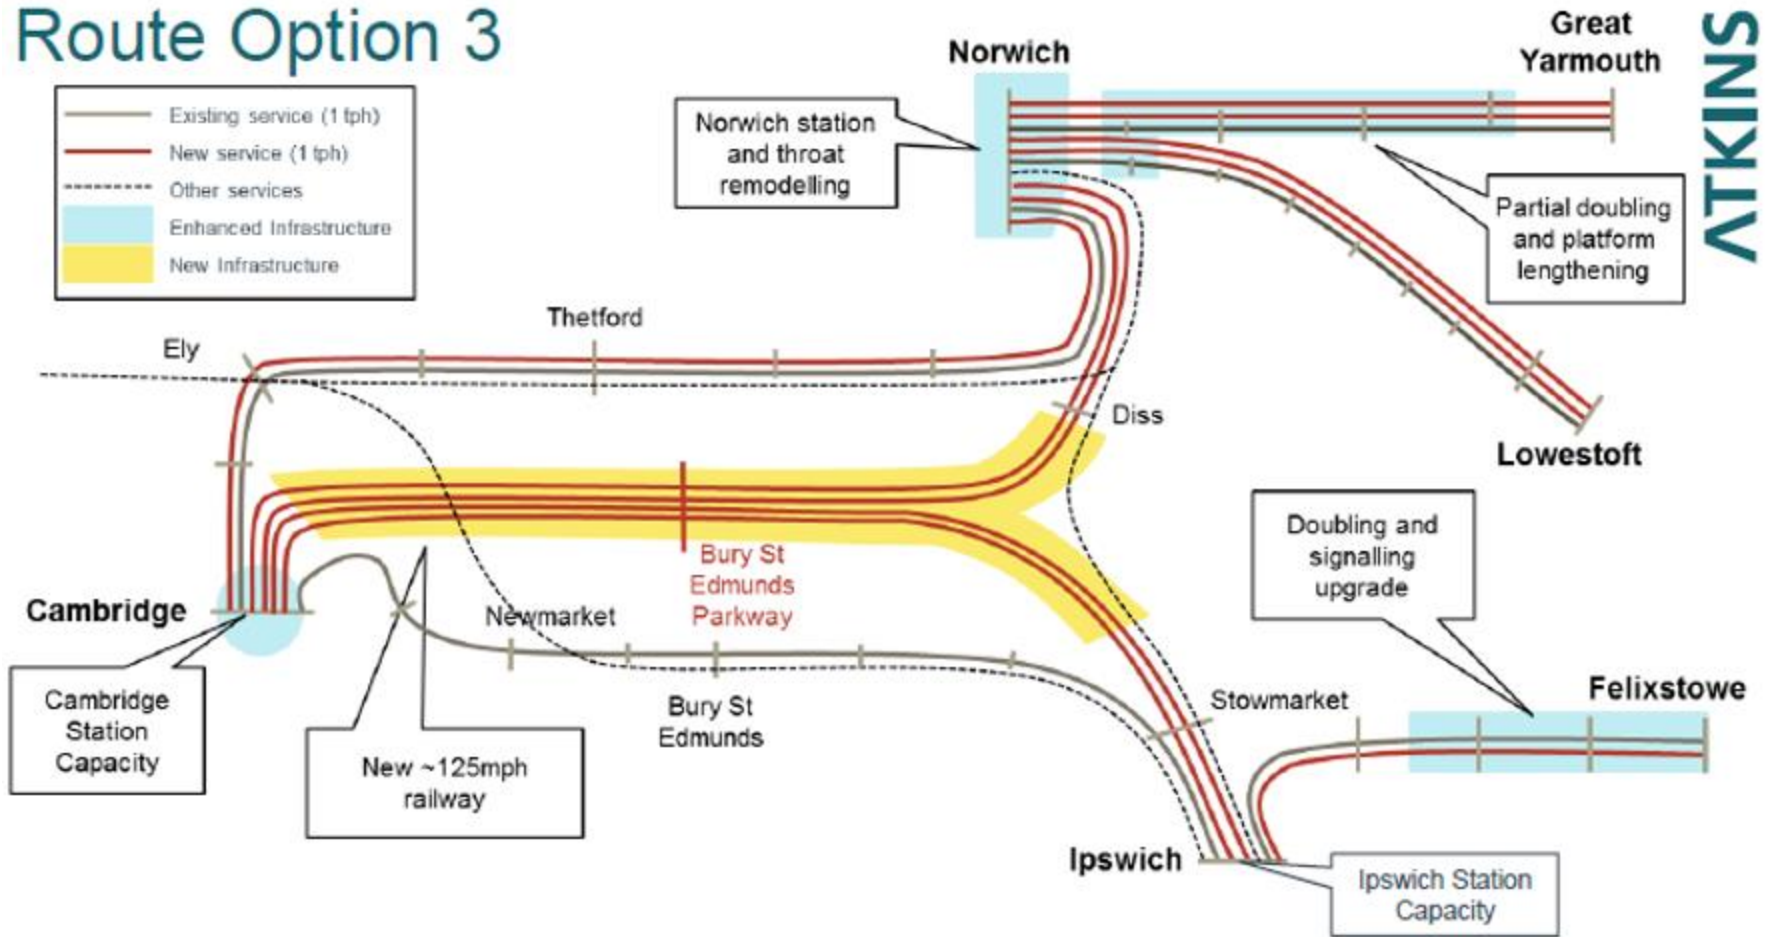 Route Option 3
Existing service (1 tph)
New service (1 tph)
Other services
Enhanced Infrastructure
New Infrastructure
Norwich
Great
Yarmouth
ATKINS
Norwich station
and throat
remodelling
Partial doubling
and platform
lengthening
Thetford
Ely
Diss
Lowestoft
Doubling and
signalling
upgrade
Bury St
Edmunds
Parkway
Cambridge
Newmarket
Cambridge
Station
Capacity
New ~125mph
railway
Bury St
Edmunds
Stowmarket
Felixstowe
Ipswich
Ipswich Station
Capacity